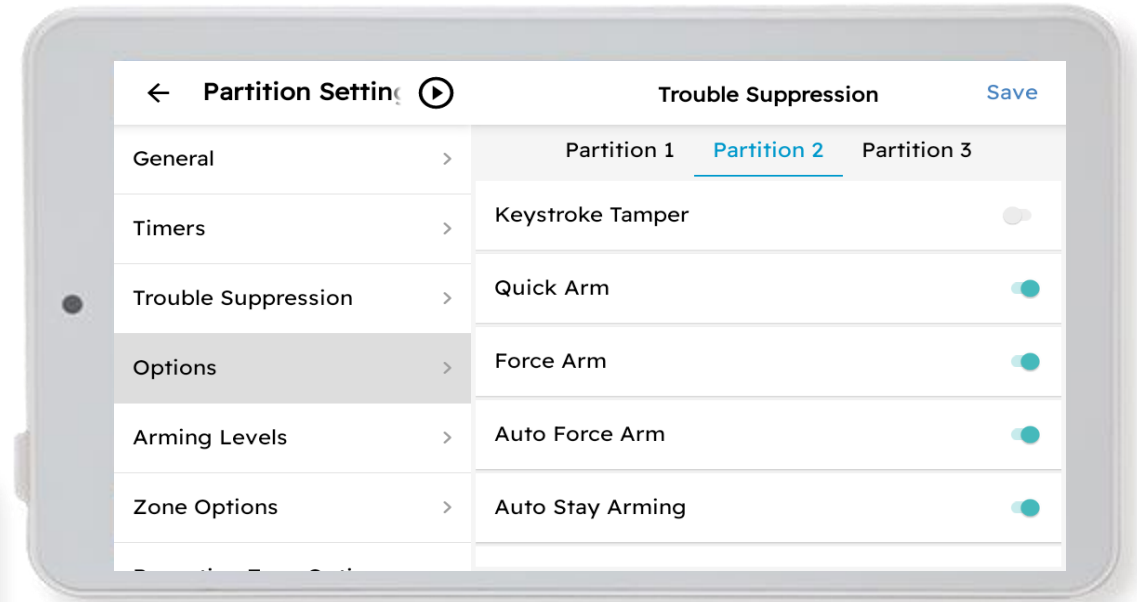 Partition Settin
Trouble Suppression
Save
General
Timers
Trouble Suppression
Options
Arming Levels
Zone Options
Partition 1
Partition 2
Partition 3
Keystroke Tamper
Quick Arm
Force Arm
Auto Force Arm
Auto Stay Arming